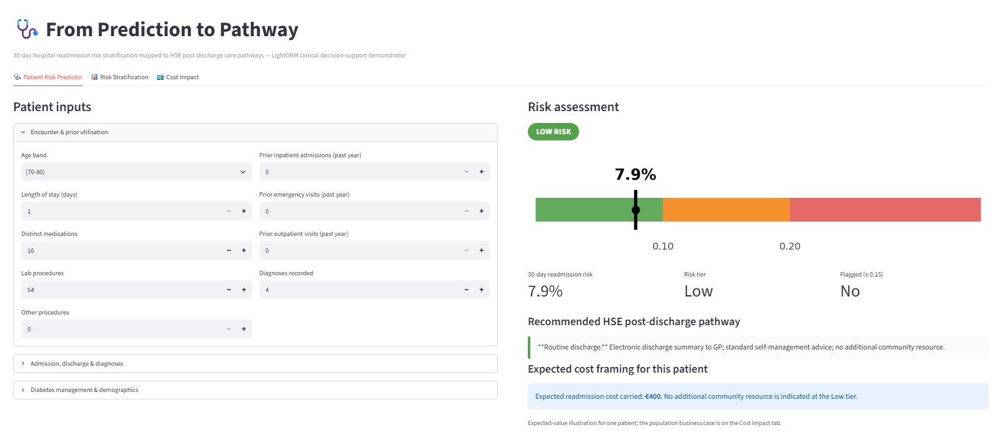 From Prediction to Pathway
30-day hospital readmission risk stratification mapped to HSE post-discharge care pathways — LightGBM clinical decision-support demonstrator
Patient Risk Predictor
Risk Stratification
Cost Impact
Patient inputs
Encounter & prior utilisation
Age band
[70-80)
Prior inpatient admissions (past year)
0
Length of stay (days)
1
Prior emergency visits (past year)
0
Distinct medications
16
Prior outpatient visits (past year)
0
Lab procedures
54
Diagnoses recorded
4
Other procedures
0
Admission, discharge & diagnoses
Diabetes management & demographics
Risk assessment
LOW RISK
7.9%
0.10
0.20
30-day readmission risk
7.9%
Risk tier
Low
Flagged (≥ 0.15)
No
Recommended HSE post-discharge pathway
**Routine discharge.** Electronic discharge summary to GP; standard self-management advice; no additional community resource.
Expected cost framing for this patient
Expected readmission cost carried: €400. No additional community resource is indicated at the Low tier.
Expected-value illustration for one patient; the population business case is on the Cost Impact tab.